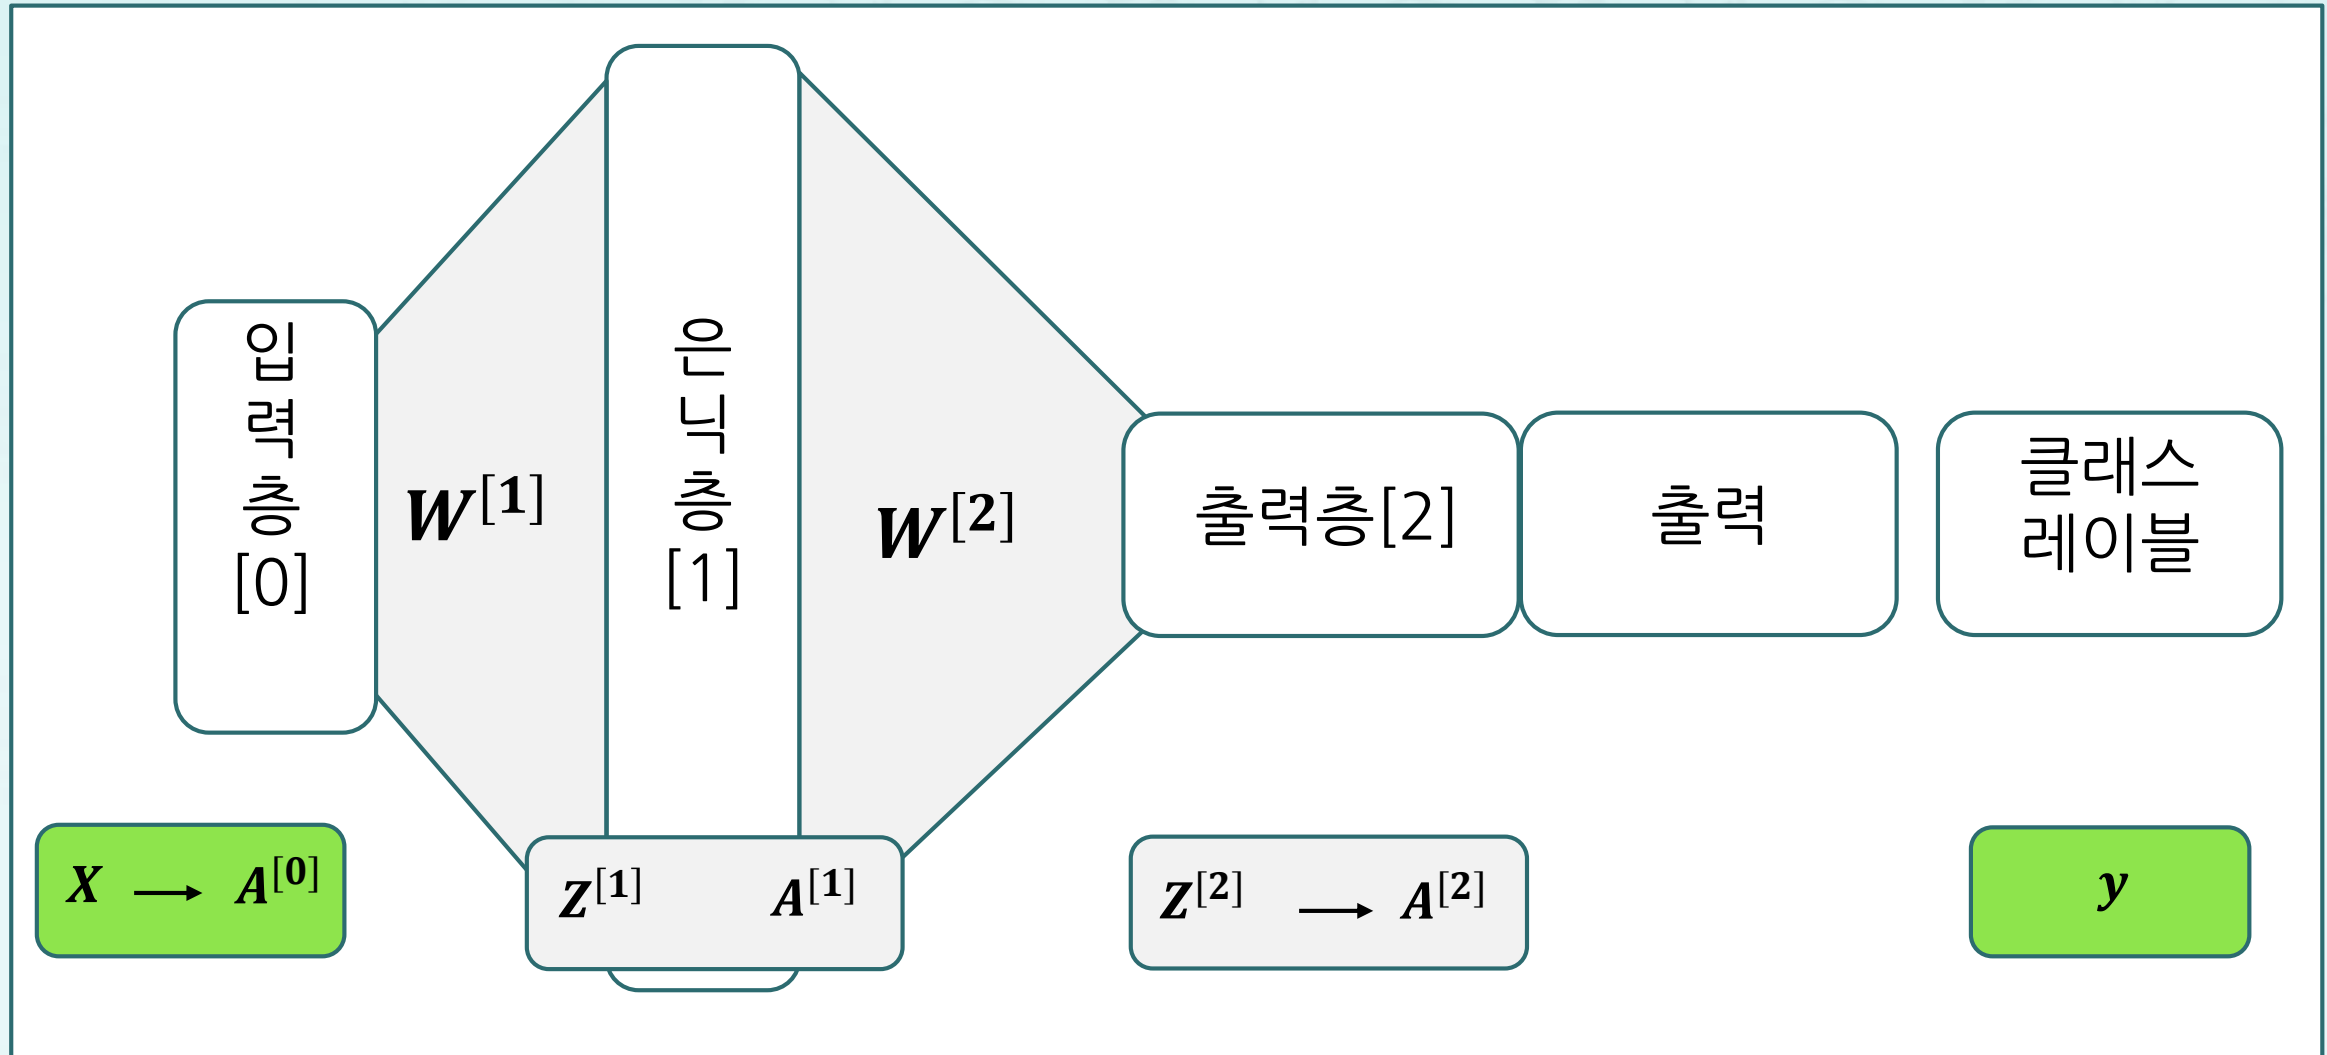 입
력
층
[0]
W^[1]
은
닉
층
[1]
W^[2]
출력층[2]
출력
클래스
레이블
X → A^[0]
Z^[1] A^[1]
Z^[2] → A^[2]
y